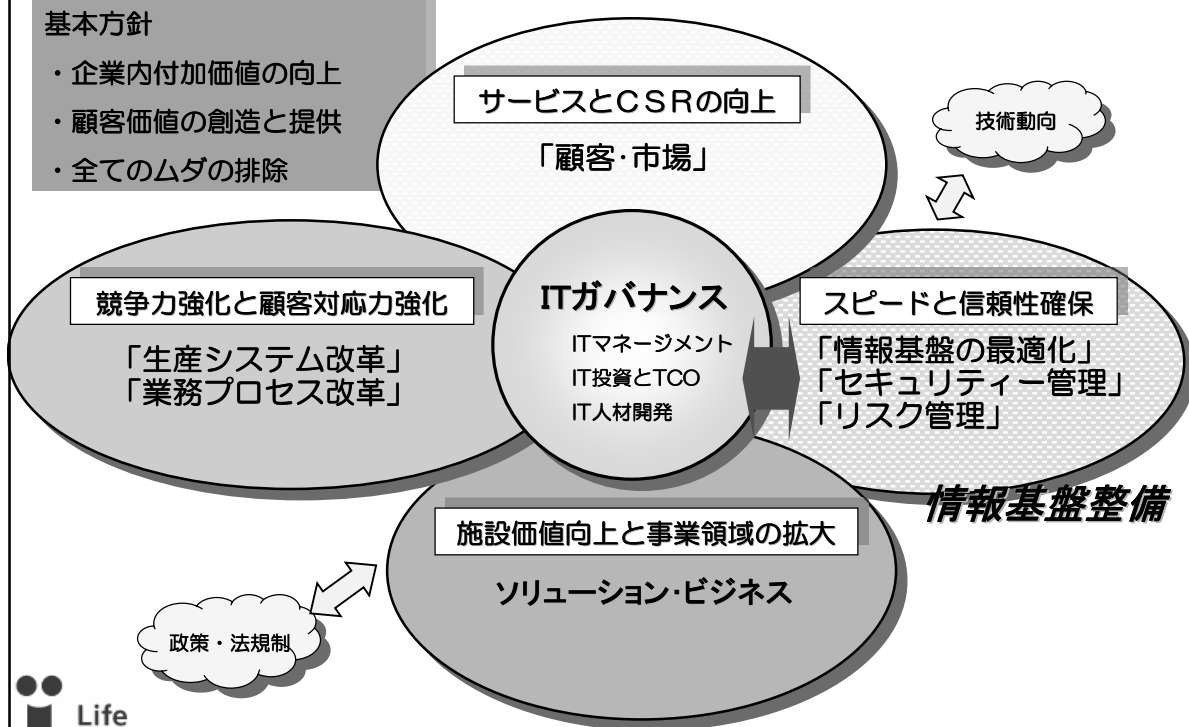 基本方針
・企業内付加価値の向上
・顧客価値の創造と提供
・全てのムダの排除
サービスとCSRの向上
「顧客・市場」
技術動向
競争力強化と顧客対応力強化
「生産システム改革」
「業務プロセス改革」
ITガバナンス
ITマネージメント
IT投資とTCO
IT人材開発
スピードと信頼性確保
「情報基盤の最適化」
「セキュリティー管理」
「リスク管理」
情報基盤整備
施設価値向上と事業領域の拡大
ソリューション・ビジネス
政策・法規制
Life